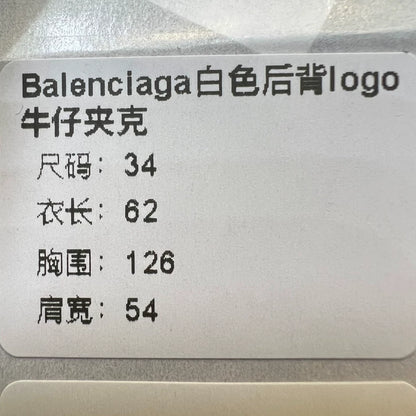 Balenciaga白色后背logo
牛仔夹克
尺码：34
衣长：62
胸围：126
肩宽：54